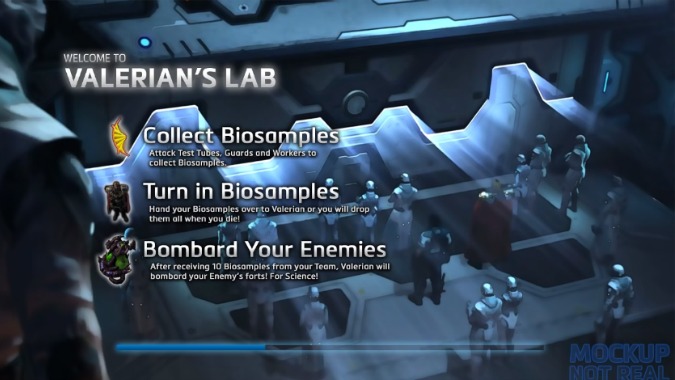 WELCOME TO
VALERIAN'S LAB
Collect Biosamples
Attack Test Tubes, Guards and Workers to
collect Biosamples.
Turn in Biosamples
Hand your Biosamples over to Valerian or you will drop
them all when you die!
Bombard Your Enemies
After receiving 10 Biosamples from your Team, Valerian will
bombard your Enemy's forts! For Science!
MOCKUP
NOT REAL